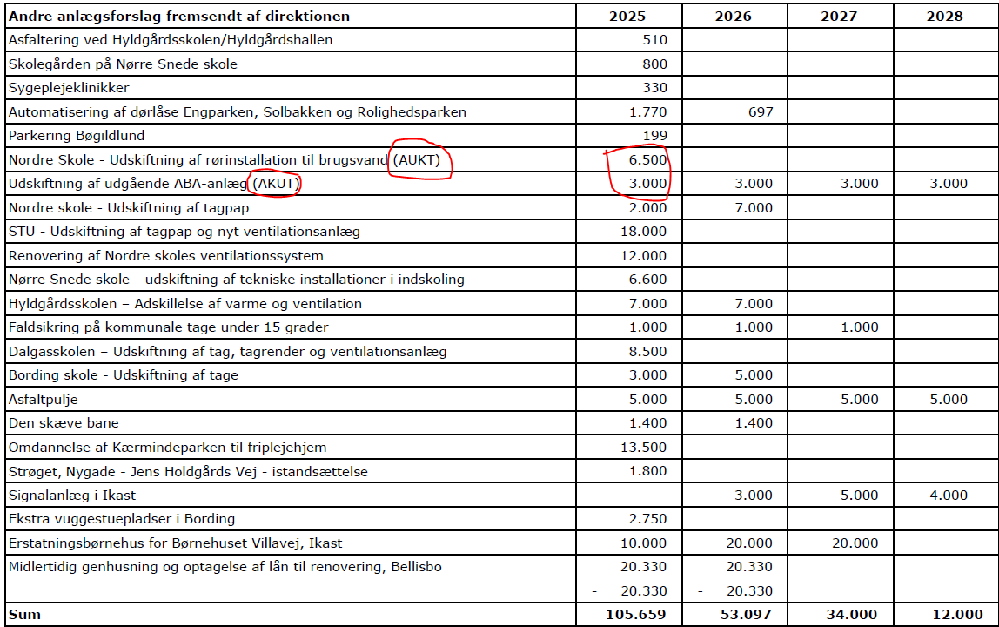 Andre anlægsforslag fremsendt af direktionen 2025 2026 2027 2028
Asfaltering ved Hyldgårdsskolen/Hyldgårdshallen 510
Skolegården på Nørre Snede skole 800
Sygeplejeklinikker 330
Automatisering af dørlåse Engparken, Solbakken og Rolighedsparken 1.770 697
Parkering Bøgildlund 199
Nordre Skole - Udskiftning af rørinstallation til brugsvand (AUKT) 6.500
Udskiftning af udgående ABA-anlæg (AKUT) 3.000 3.000 3.000 3.000
Nordre skole - Udskiftning af tagpap 2.000 7.000
STU - Udskiftning af tagpap og nyt ventilationsanlæg 18.000
Renovering af Nordre skoles ventilationssystem 12.000
Nørre Snede skole - udskiftning af tekniske installationer i indskoling 6.600
Hyldgårdsskolen – Adskillelse af varme og ventilation 7.000 7.000
Faldsikring på kommunale tage under 15 grader 1.000 1.000 1.000
Dalgasskolen – Udskiftning af tag, tagrender og ventilationsanlæg 8.500
Bording skole - Udskiftning af tage 3.000 5.000
Asfaltpulje 5.000 5.000 5.000 5.000
Den skæve bane 1.400 1.400
Omdannelse af Kærmindeparken til friplejehjem 13.500
Strøget, Nygade - Jens Holdgårds Vej - istandsættelse 1.800
Signalanlæg i Ikast 3.000 5.000 4.000
Ekstra vuggestuepladser i Bording 2.750
Erstatningsbørnehus for Børnehuset Villavej, Ikast 10.000 20.000 20.000
Midlertidig genhusning og optagelse af lån til renovering, Bellisbo 20.330 20.330
- 20.330 - 20.330
Sum 105.659 53.097 34.000 12.000